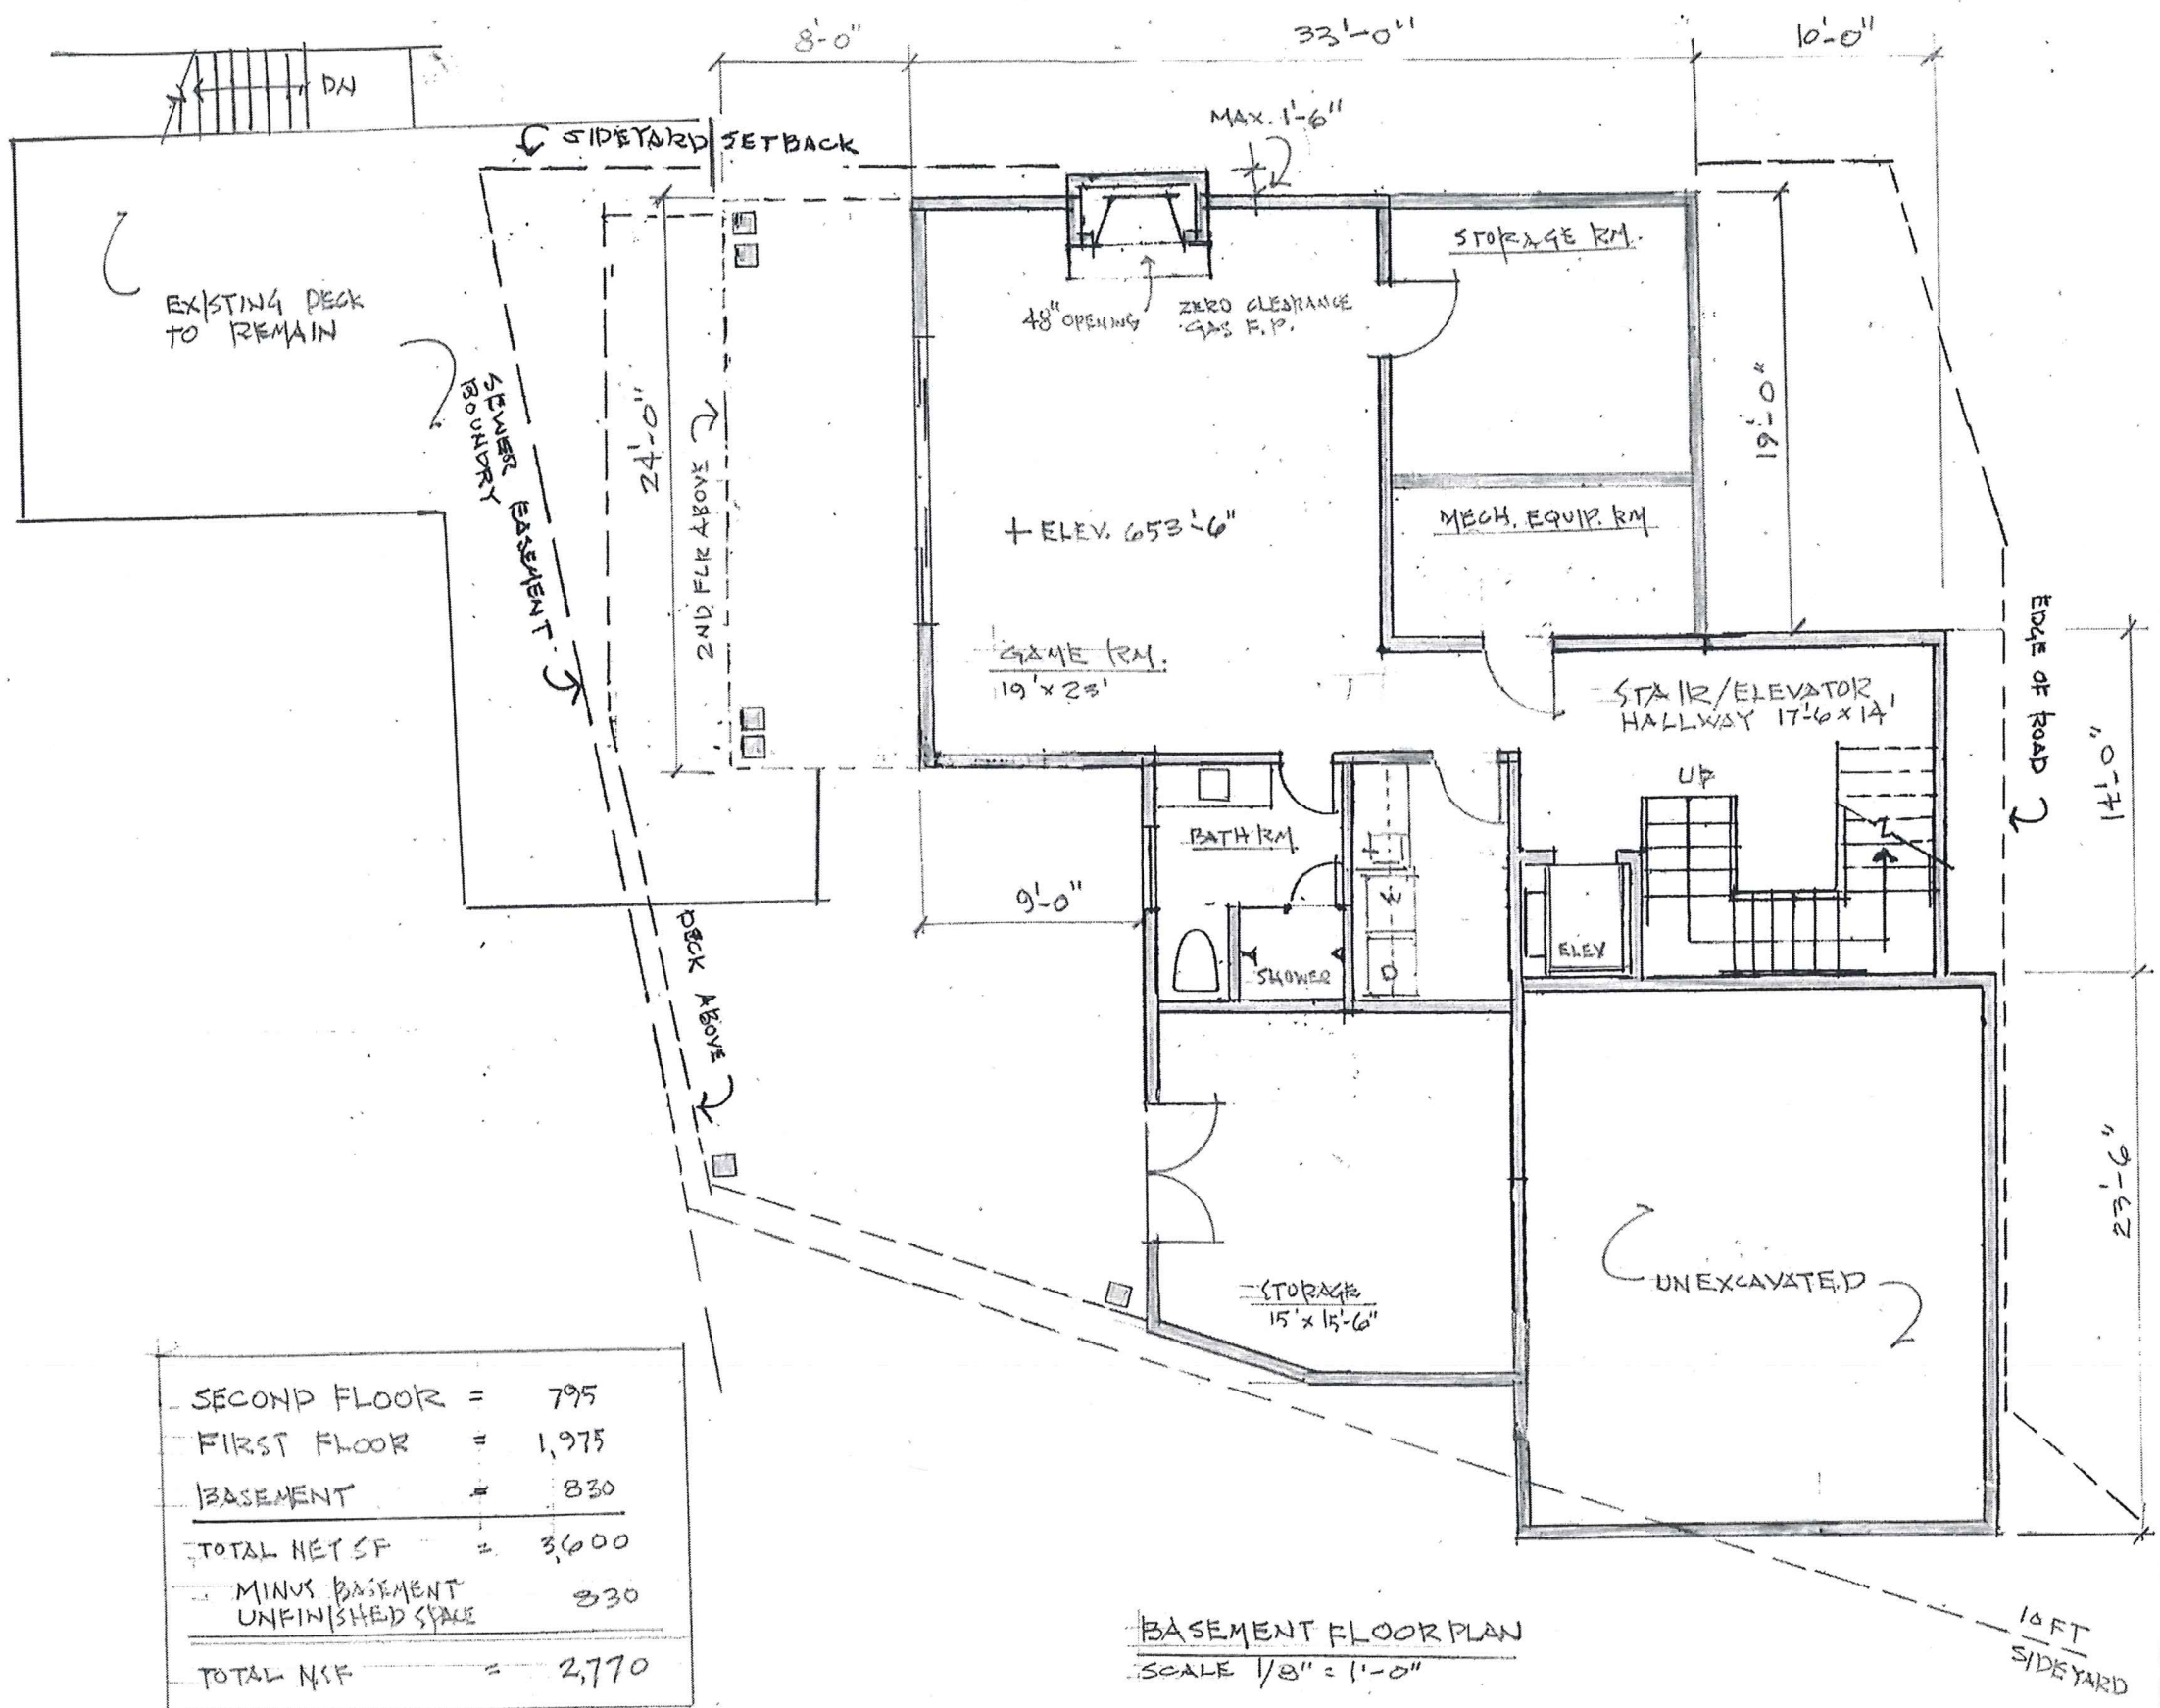 8'-0"
33'-0"
10'-0"
DN
MAX. 1'-6"
SIDEYARD SETBACK
STORAGE RM.
EXISTING DECK
TO REMAIN
48" OPENING
ZERO CLEARANCE
GAS F.P.
SEWER EASEMENT
BOUNDRY
24'-0"
2ND. FLR ABOVE
19'-0"
+ ELEV. 653'-6"
MECH. EQUIP. RM
EDGE OF ROAD
GAME RM.
19' x 23'
STAIR/ELEVATOR
HALLWAY 17'-6 x 14'
14'-0"
UP
BATH RM.
9'-0"
W
D
SHOWER
ELEV
DECK ABOVE
23'-6"
UNEXCAVATED
STORAGE
15' x 15'-6"
SECOND FLOOR = 795
FIRST FLOOR = 1,975
BASEMENT = 830
TOTAL NET SF = 3,600
MINUS BASEMENT
UNFINISHED SPACE 830
TOTAL NSF = 2,770
BASEMENT FLOOR PLAN
SCALE 1/8" = 1'-0"
10 FT
SIDEYARD